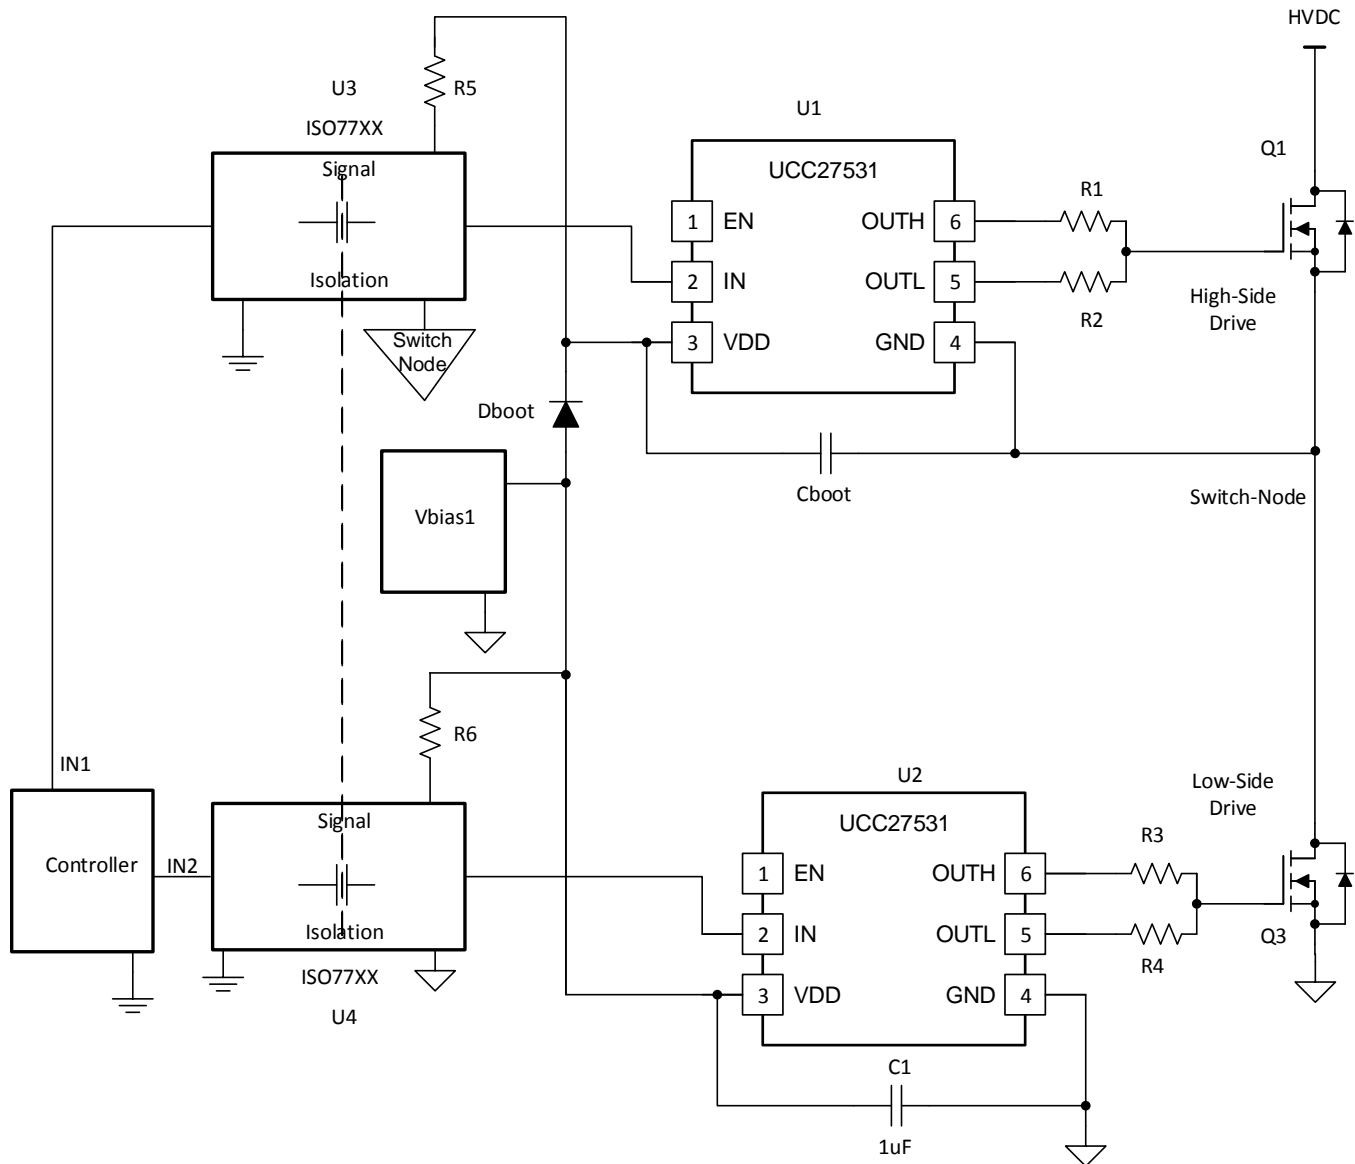 HVDC
U3
ISO77XX
R5
U1
UCC27531
Signal
Isolation
Switch
Node
1 EN
2 IN
3 VDD
OUTH 6
OUTL 5
GND 4
R1
R2
Q1
High-Side
Drive
Dboot
Cboot
Switch-Node
Vbias1
R6
IN1
Controller
IN2
Signal
Isolation
ISO77XX
U4
U2
UCC27531
1 EN
2 IN
3 VDD
OUTH 6
OUTL 5
GND 4
R3
R4
Low-Side
Drive
Q3
C1
1uF